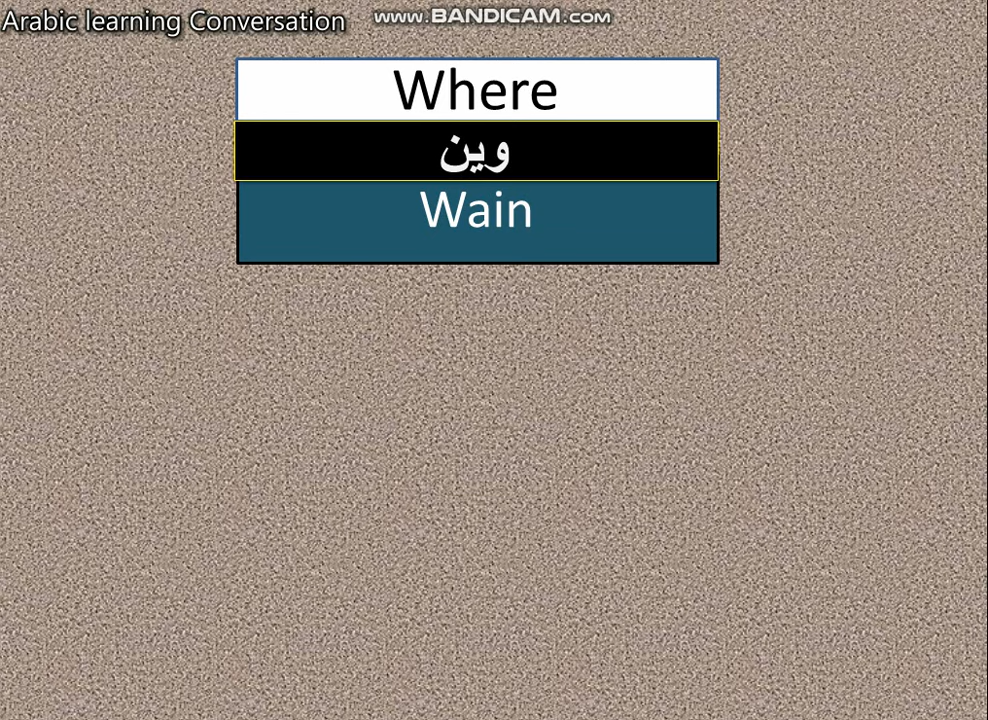 Arabic learning Conversation
www.BANDICAM.com
Where
وين
Wain